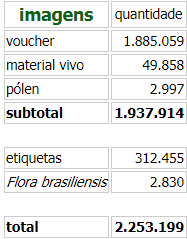 imagens quantidade
voucher 1.885.059
material vivo 49.858
pólen 2.997
subtotal 1.937.914
etiquetas 312.455
Flora brasiliensis 2.830
total 2.253.199